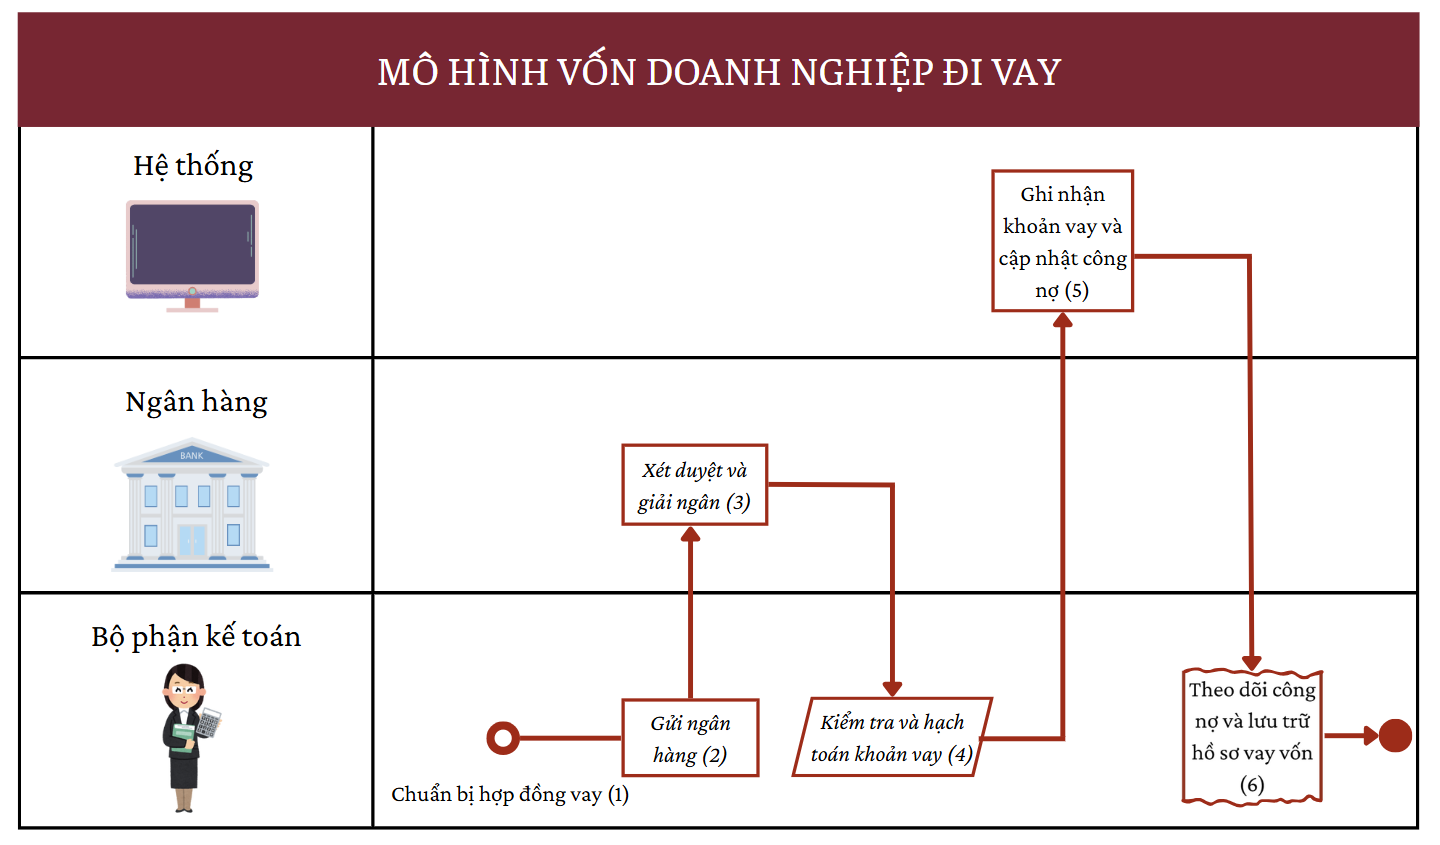 MÔ HÌNH VỐN DOANH NGHIỆP ĐI VAY
Hệ thống
Ghi nhận
khoản vay và
cập nhật công
nợ (5)
Ngân hàng
BANK
Xét duyệt và
giải ngân (3)
Bộ phận kế toán
Chuẩn bị hợp đồng vay (1)
Gửi ngân
hàng (2)
Kiểm tra và hạch
toán khoản vay (4)
Theo dõi công
nợ và lưu trữ
hồ sơ vay vốn
(6)